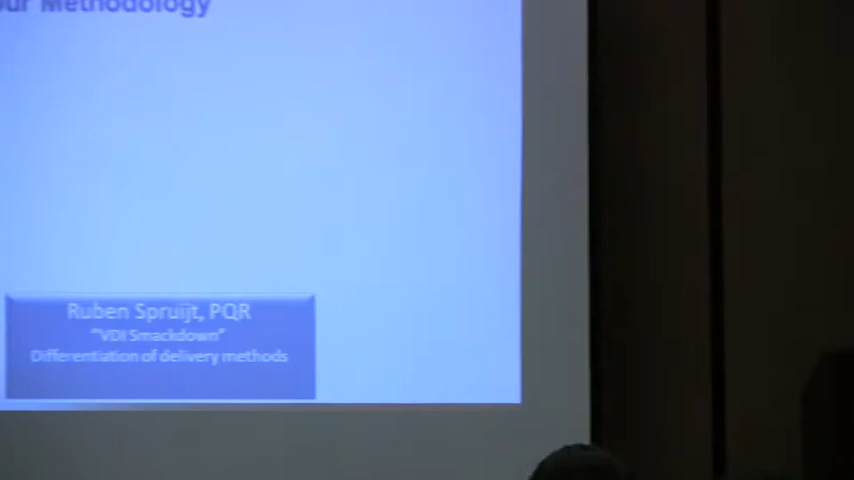 Methodology
Ruben Spruijt, PQR
"VDI Smackdown"
Differentiation of delivery methods